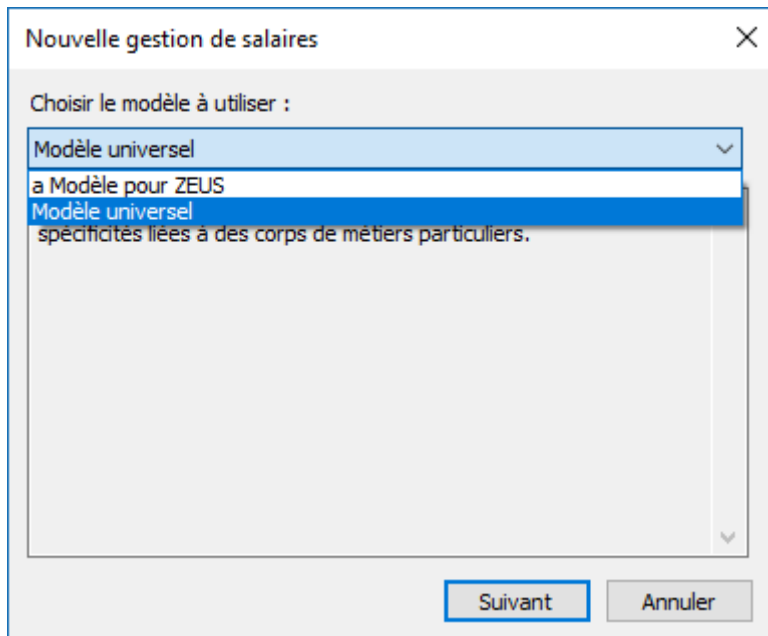 Nouvelle gestion de salaires
Choisir le modèle à utiliser :
Modèle universel
a Modèle pour ZEUS
Modèle universel
spécificités liées à des corps de métiers particuliers.
Suivant
Annuler